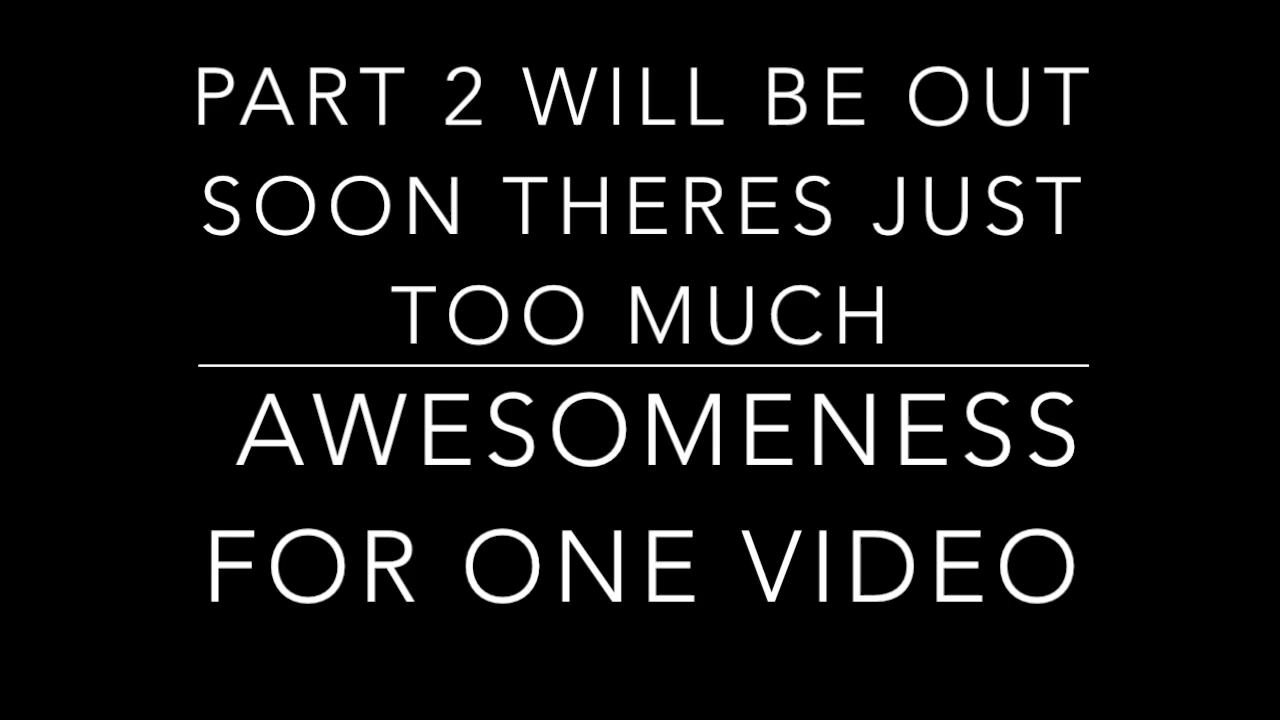 PART 2 WILL BE OUT
SOON THERES JUST
TOO MUCH
AWESOMENESS
FOR ONE VIDEO